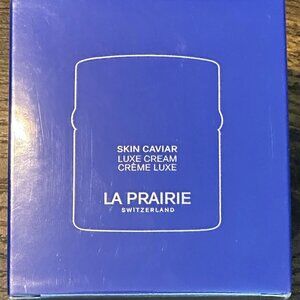 SKIN CAVIAR
LUXE CREAM
CRÈME LUXE
LA PRAIRIE
SWITZERLAND